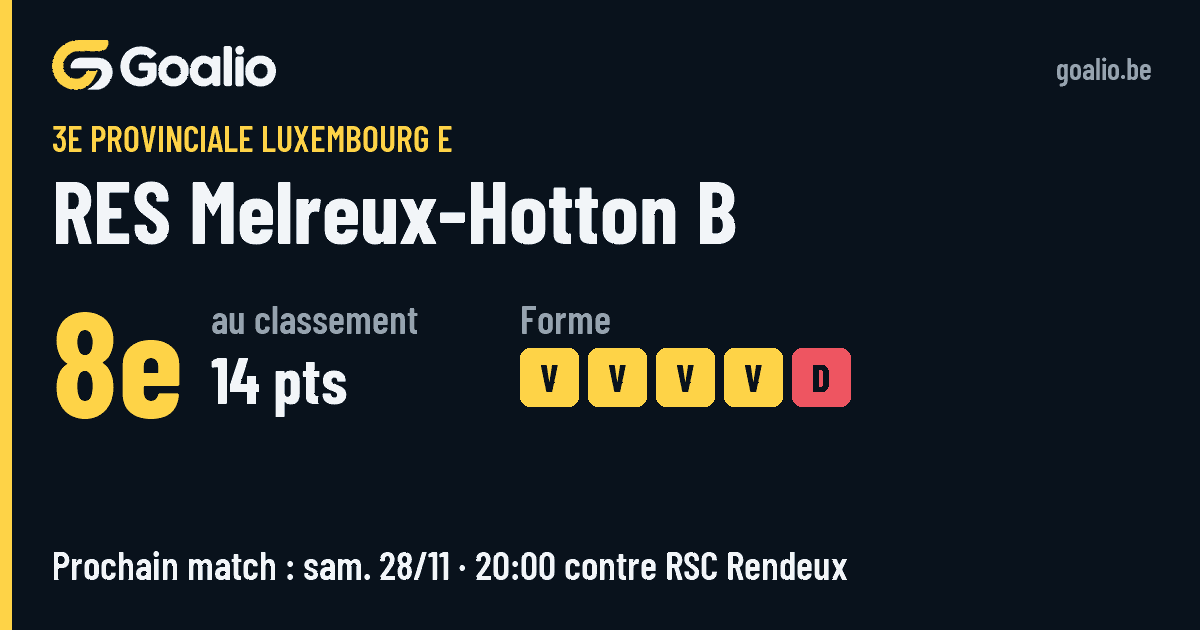 Goalio
goalio.be
3E PROVINCIALE LUXEMBOURG E
RES Melreux-Hotton B
8e
au classement
14 pts
Forme
V V V V D
Prochain match : sam. 28/11 · 20:00 contre RSC Rendeux